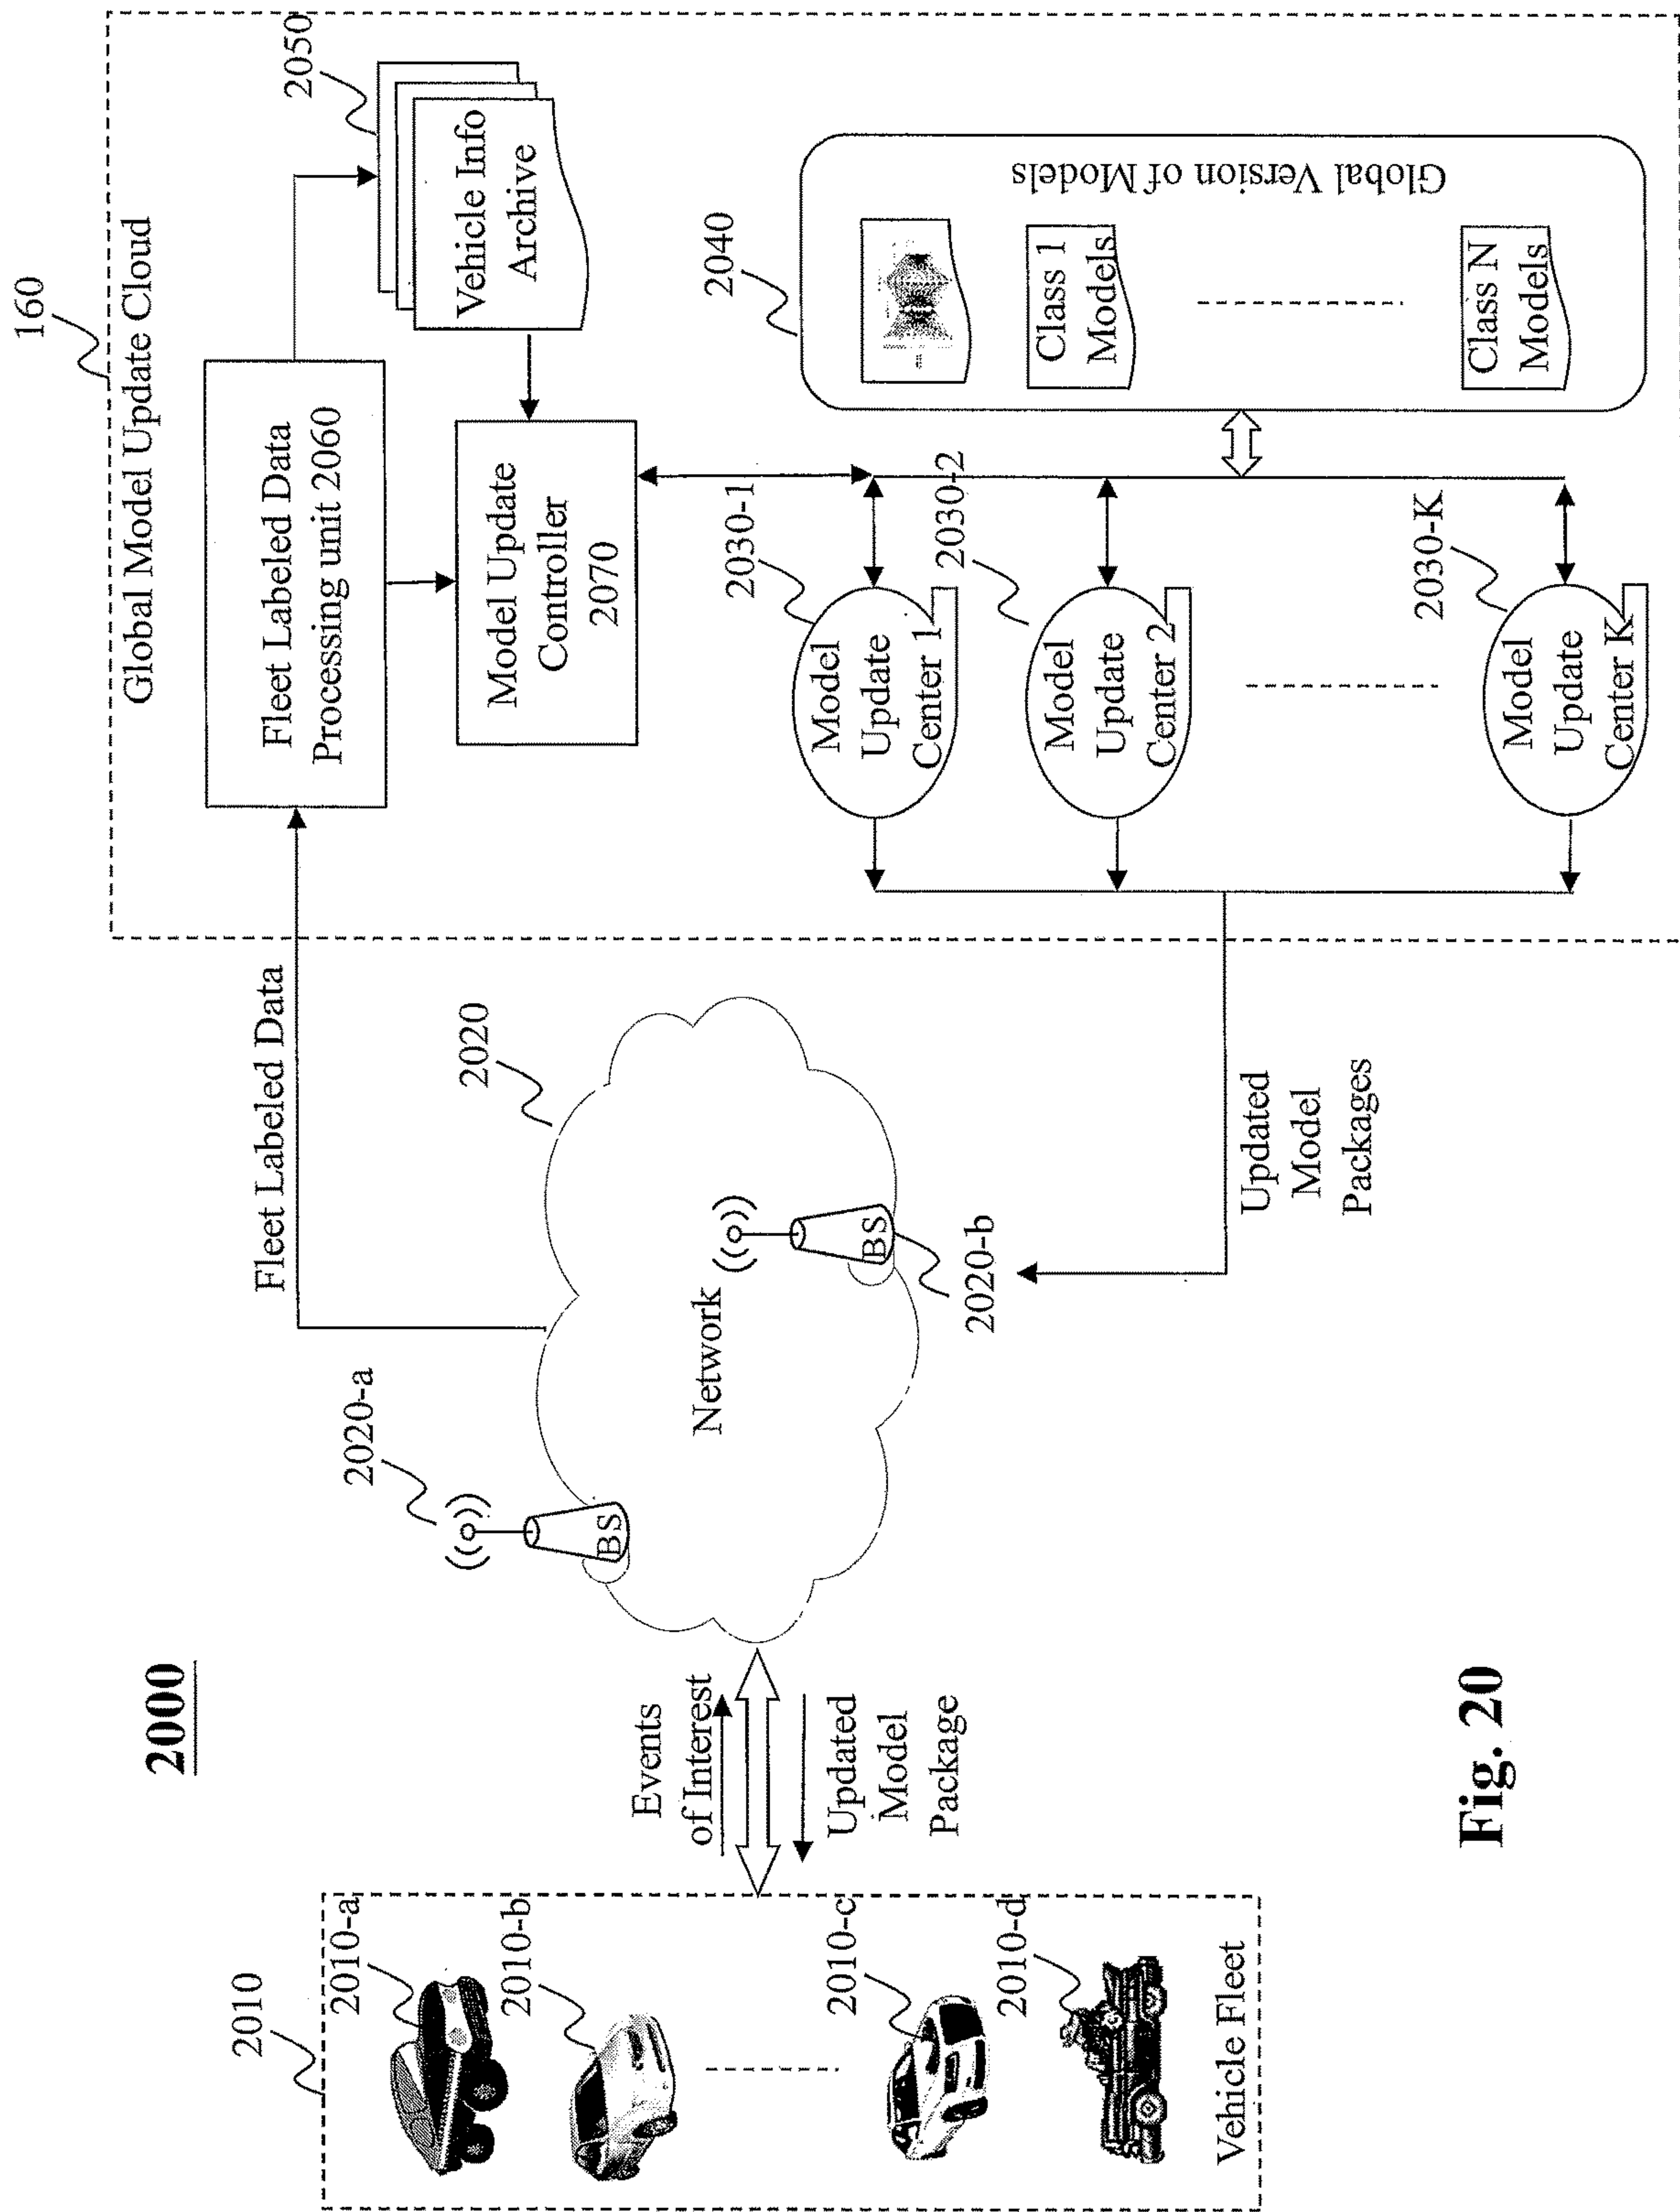 2000
160
Global Model Update Cloud
Fleet Labeled Data
Processing unit 2060
2050
Vehicle Info
Archive
Model Update
Controller
2070
Fleet Labeled Data
2010
2010-a
2010-b
2010-c
2010-d
Vehicle Fleet
Events
of Interest
Updated
Model
Package
2020-a
BS
2020
Network
BS
2020-b
Updated
Model
Packages
2030-1
Model
Update
Center 1
2030-2
Model
Update
Center 2
2030-K
Model
Update
Center K
2040
Class 1
Models
Class N
Models
Global Version of Models
Fig. 20